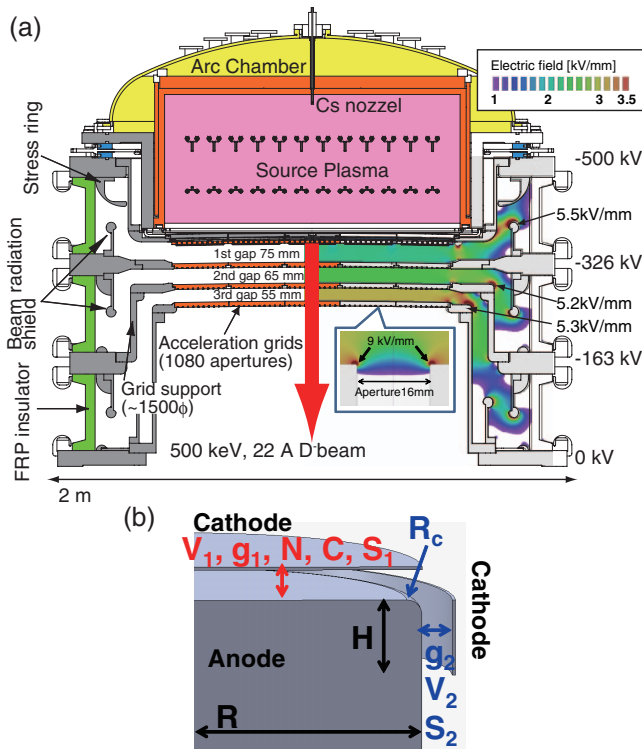 (a)
Electric field [kV/mm]
1 2 3 3.5
Arc Chamber
Cs nozzel
Source Plasma
Stress ring
-500 kV
5.5kV/mm
1st gap 75 mm
-326 kV
2nd gap 65 mm
3rd gap 55 mm
5.2kV/mm
5.3kV/mm
Beam radiation
shield
Acceleration grids
(1080 apertures)
9 kV/mm
Aperture16mm
-163 kV
Grid support
(~1500ϕ)
FRP insulator
500 keV, 22 A D⁻beam
0 kV
2 m
(b)
Cathode
V₁, g₁, N, C, S₁
R_c
Cathode
H
Anode
g₂
V₂
R
S₂